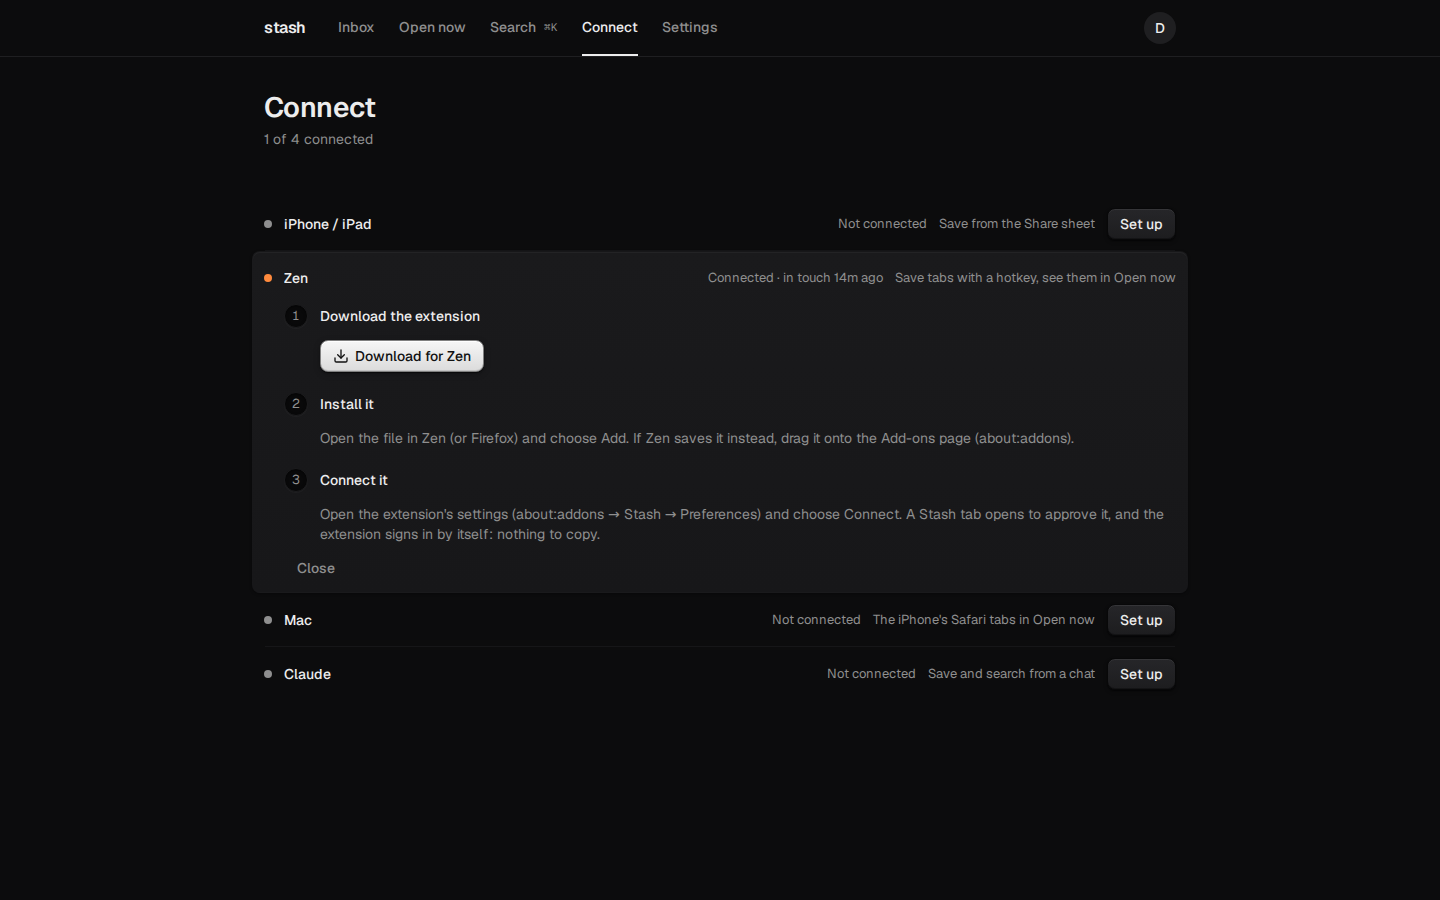 stash Inbox Open now Search ⌘K Connect Settings D
Connect
1 of 4 connected
iPhone / iPad Not connected Save from the Share sheet Set up
Zen Connected · in touch 14m ago Save tabs with a hotkey, see them in Open now
1 Download the extension
Download for Zen
2 Install it
Open the file in Zen (or Firefox) and choose Add. If Zen saves it instead, drag it onto the Add-ons page (about:addons).
3 Connect it
Open the extension's settings (about:addons → Stash → Preferences) and choose Connect. A Stash tab opens to approve it, and the
extension signs in by itself: nothing to copy.
Close
Mac Not connected The iPhone's Safari tabs in Open now Set up
Claude Not connected Save and search from a chat Set up